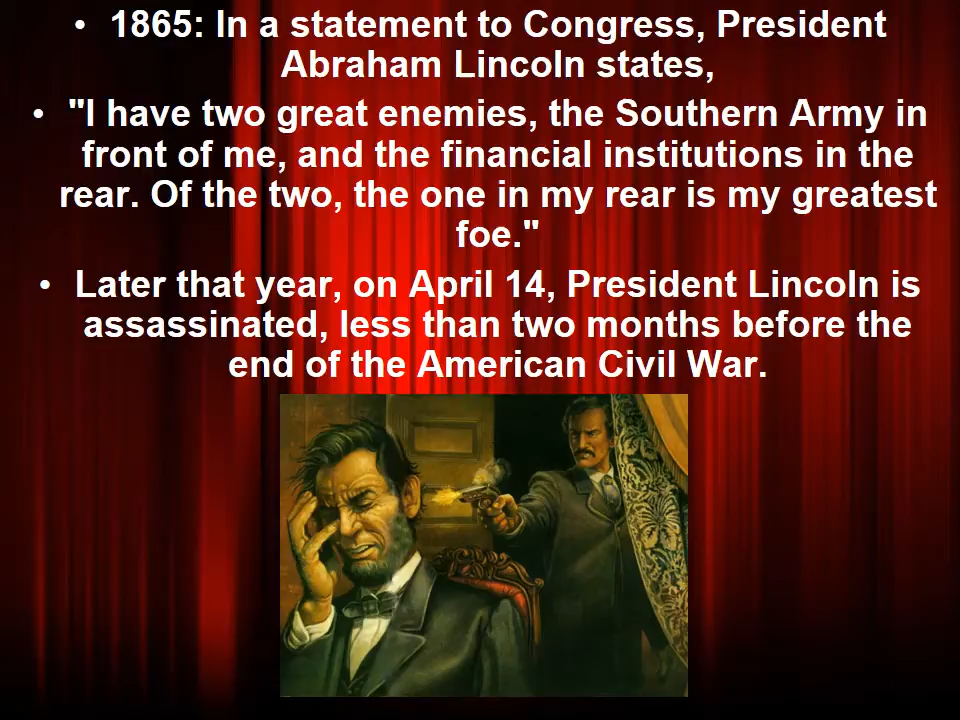 • 1865: In a statement to Congress, President
Abraham Lincoln states,
• "I have two great enemies, the Southern Army in
front of me, and the financial institutions in the
rear. Of the two, the one in my rear is my greatest
foe."
• Later that year, on April 14, President Lincoln is
assassinated, less than two months before the
end of the American Civil War.